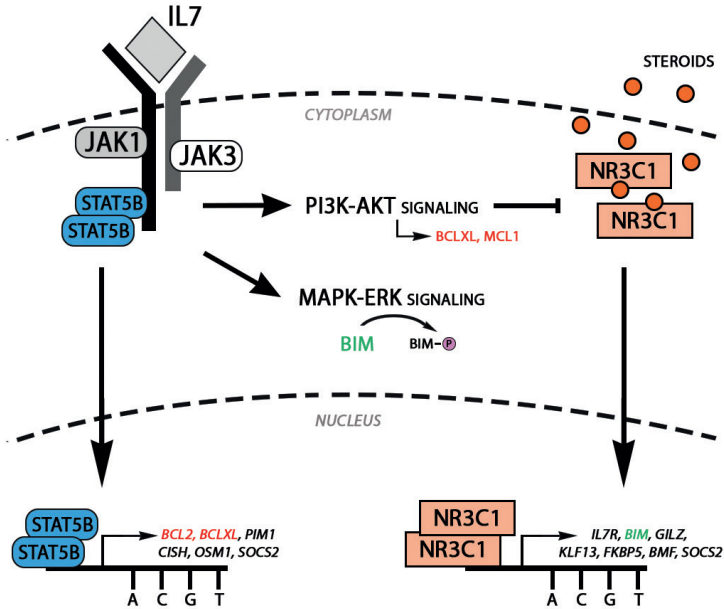 IL7
STEROIDS
CYTOPLASM
JAK1
JAK3
NR3C1
NR3C1
STAT5B
STAT5B
PI3K-AKT SIGNALING
BCLXL, MCL1
MAPK-ERK SIGNALING
BIM
BIM-P
NUCLEUS
STAT5B
STAT5B
BCL2, BCLXL, PIM1
CISH, OSM1, SOCS2
A C G T
NR3C1
NR3C1
IL7R, BIM, GILZ,
KLF13, FKBP5, BMF, SOCS2
A C G T